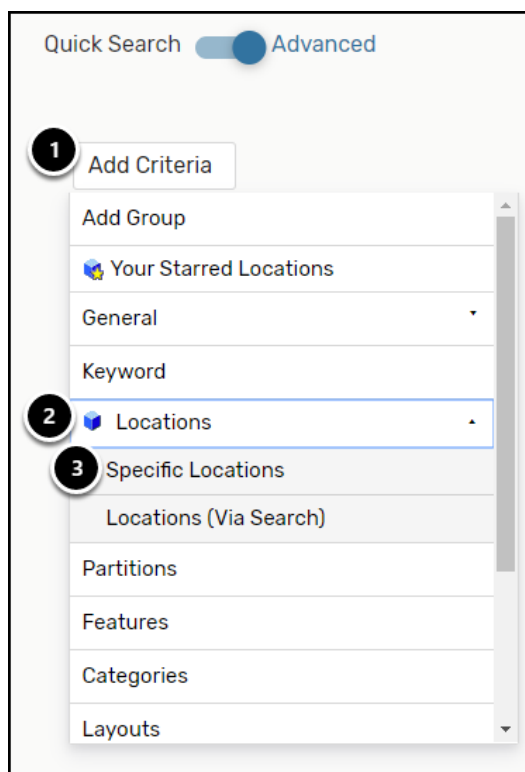 Quick Search Advanced
1 Add Criteria
Add Group
Your Starred Locations
General
Keyword
2 Locations
3 Specific Locations
Locations (Via Search)
Partitions
Features
Categories
Layouts